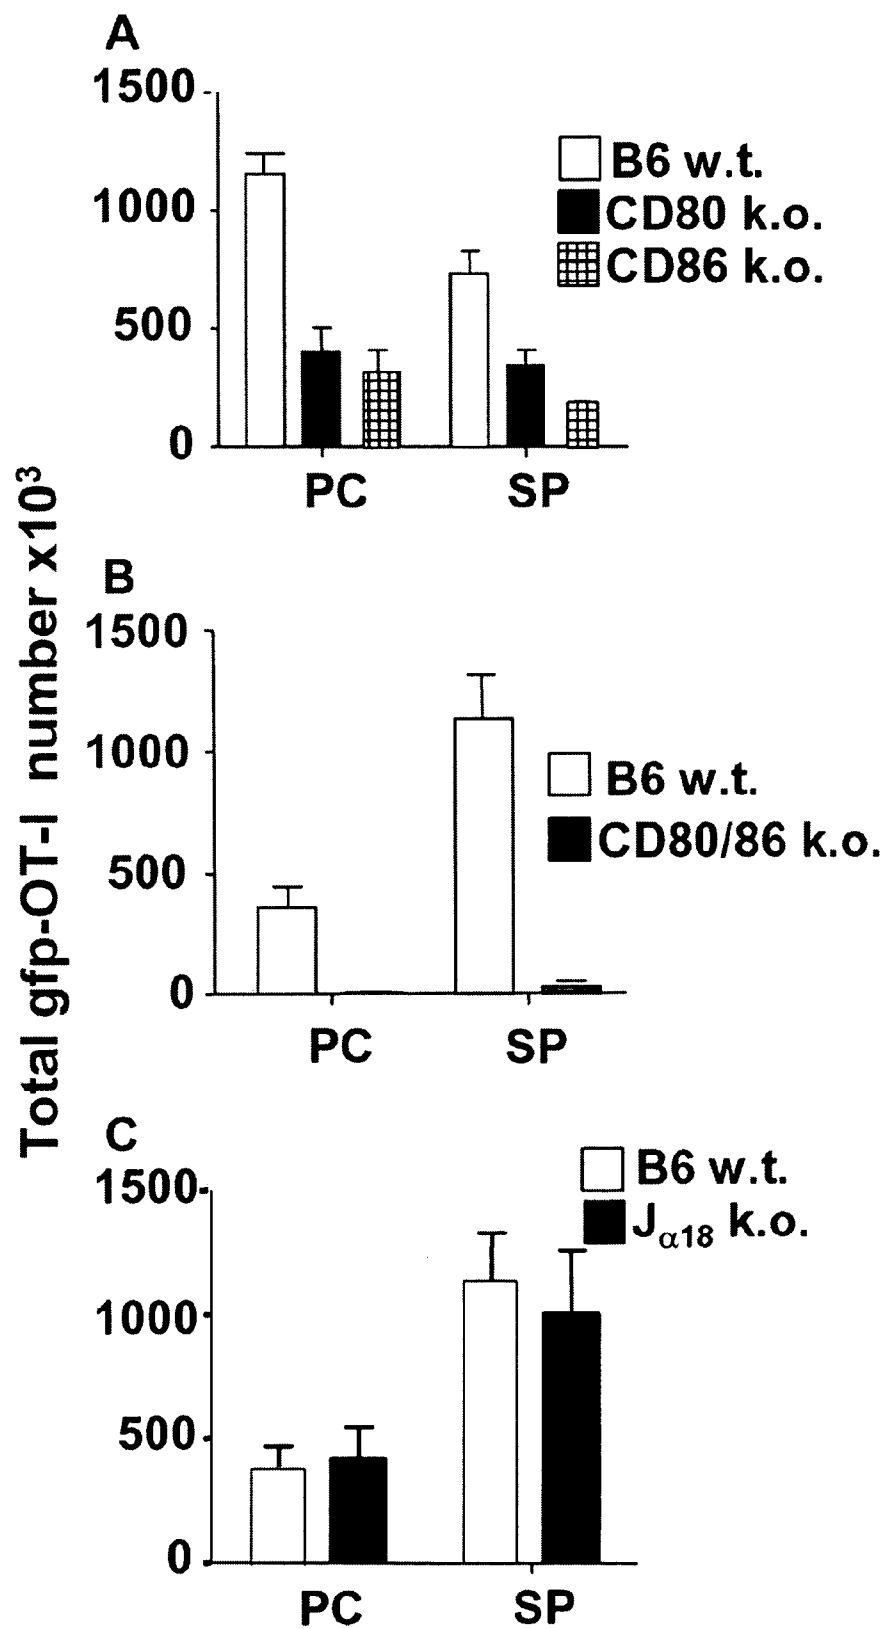 Total gfp-OT-I number x10³
A
1500
1000
500
0
PC SP
B6 w.t.
CD80 k.o.
CD86 k.o.
B
1500
1000
500
0
PC SP
B6 w.t.
CD80/86 k.o.
C
1500
1000
500
0
PC SP
B6 w.t.
Jα18 k.o.